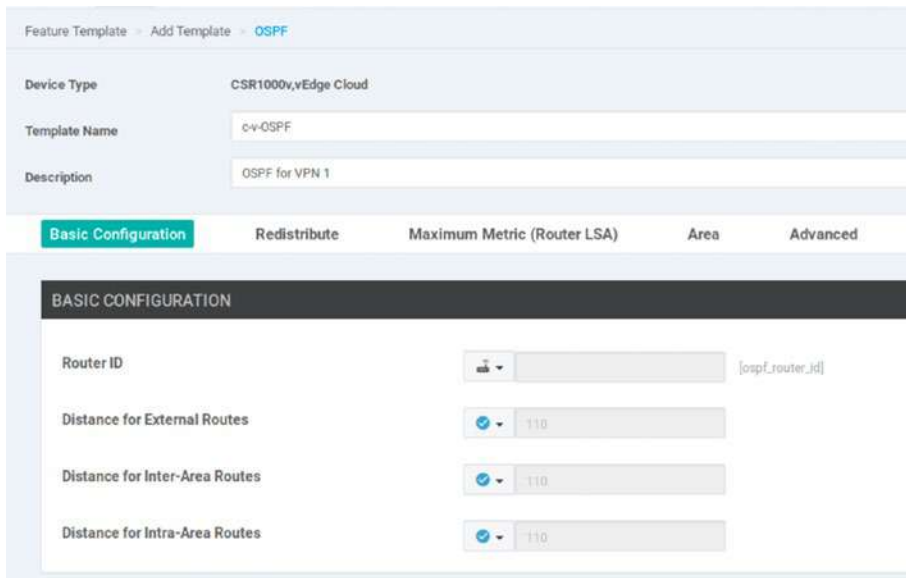 Feature Template » Add Template » OSPF
Device Type CSR1000v,vEdge Cloud
Template Name c-v-OSPF
Description OSPF for VPN 1
Basic Configuration Redistribute Maximum Metric (Router LSA) Area Advanced
BASIC CONFIGURATION
Router ID [ospf_router_id]
Distance for External Routes 110
Distance for Inter-Area Routes 110
Distance for Intra-Area Routes 110